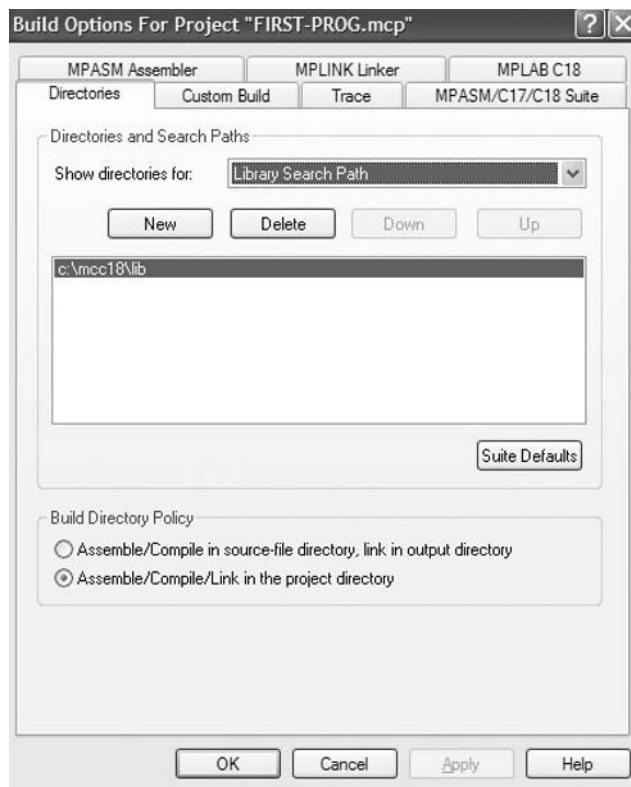 Build Options For Project "FIRST-PROG.mcp"
MPASM Assembler MPLINK Linker MPLAB C18
Directories Custom Build Trace MPASM/C17/C18 Suite
Directories and Search Paths
Show directories for: Library Search Path
New Delete Down Up
c:\mcc18\lib
Suite Defaults
Build Directory Policy
Assemble/Compile in source-file directory, link in output directory
Assemble/Compile/Link in the project directory
OK Cancel Apply Help